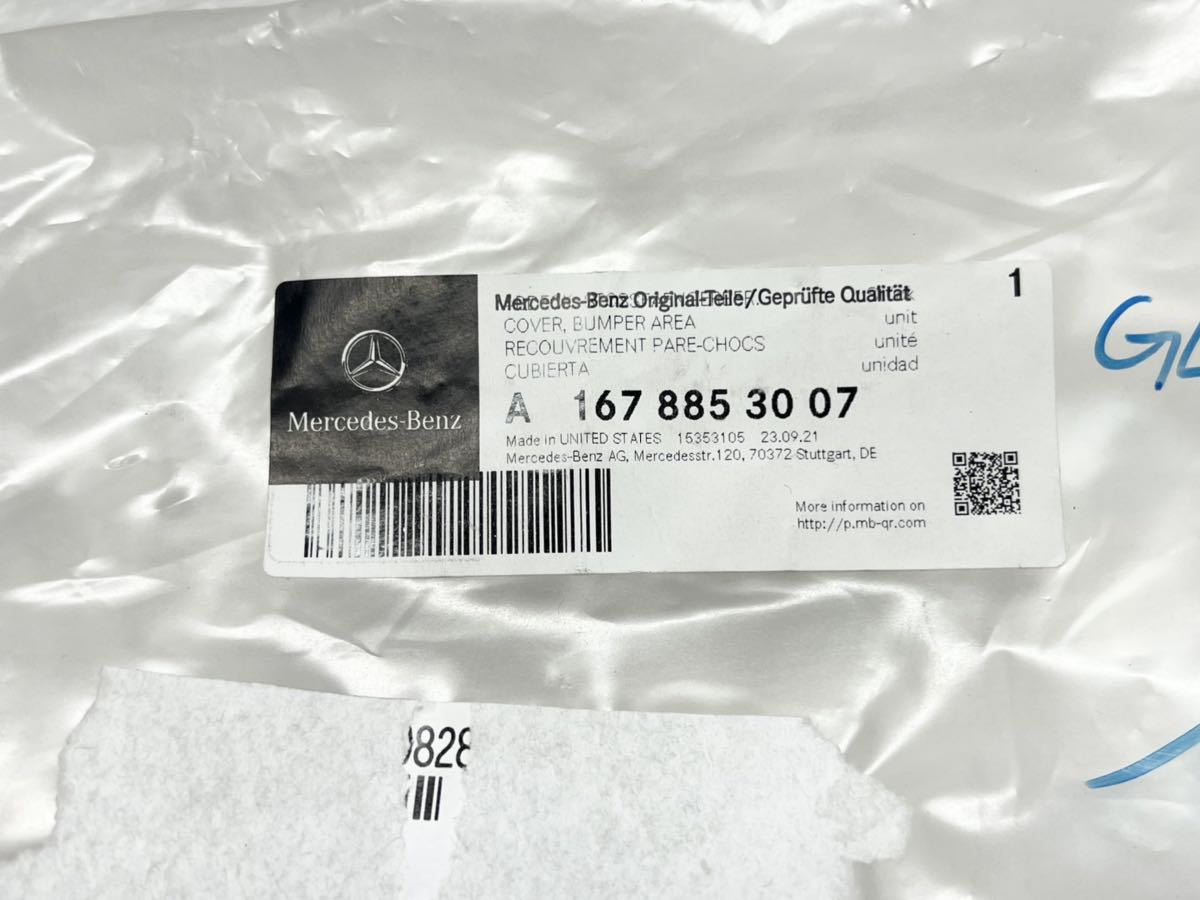 1
Mercedes-Benz Original-Teile/Geprüfte Qualität
COVER, BUMPER AREA unit
RECOUVREMENT PARE-CHOCS unité
CUBIERTA unidad
A 167 885 30 07
Mercedes-Benz
Made in UNITED STATES 15353105 23.09.21
Mercedes-Benz AG, Mercedesstr.120, 70372 Stuttgart, DE
More information on
http://p.mb-qr.com
828